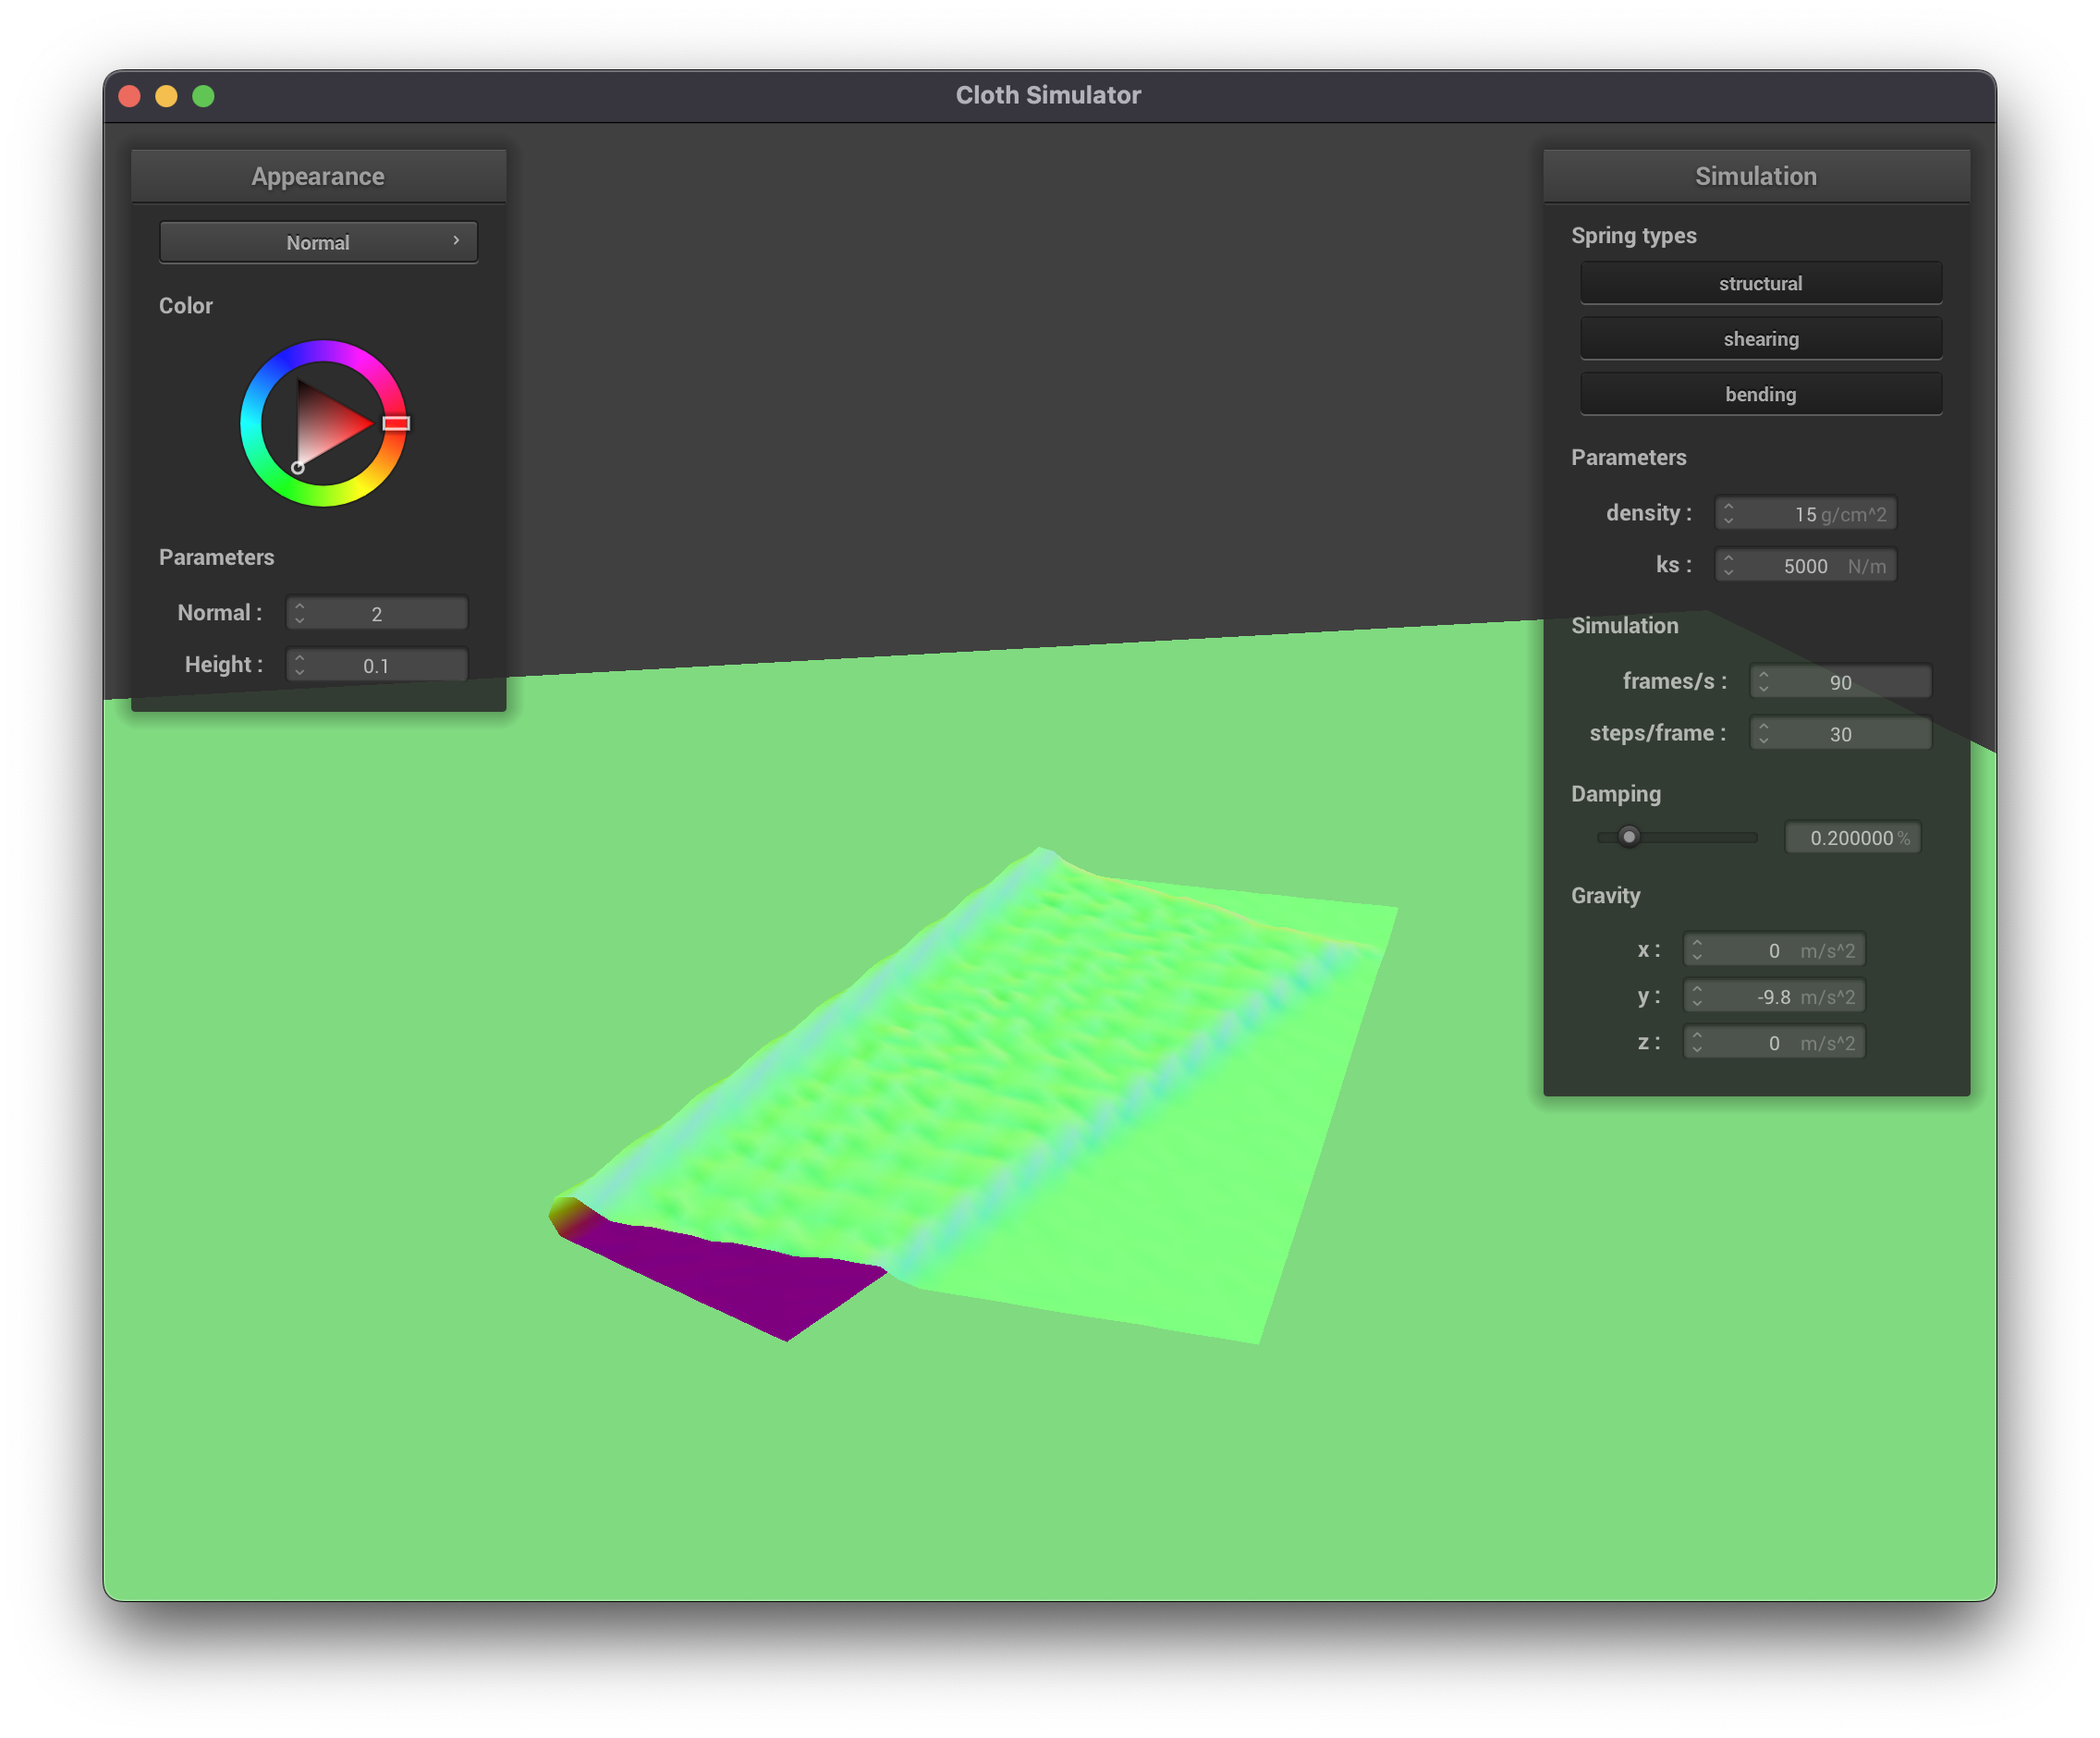 Cloth Simulator
Appearance
Normal
Color
Parameters
Normal : 2
Height : 0.1
Simulation
Spring types
structural
shearing
bending
Parameters
density : 15 g/cm^2
ks : 5000 N/m
Simulation
frames/s : 90
steps/frame : 30
Damping
0.200000 %
Gravity
x : 0 m/s^2
y : -9.8 m/s^2
z : 0 m/s^2